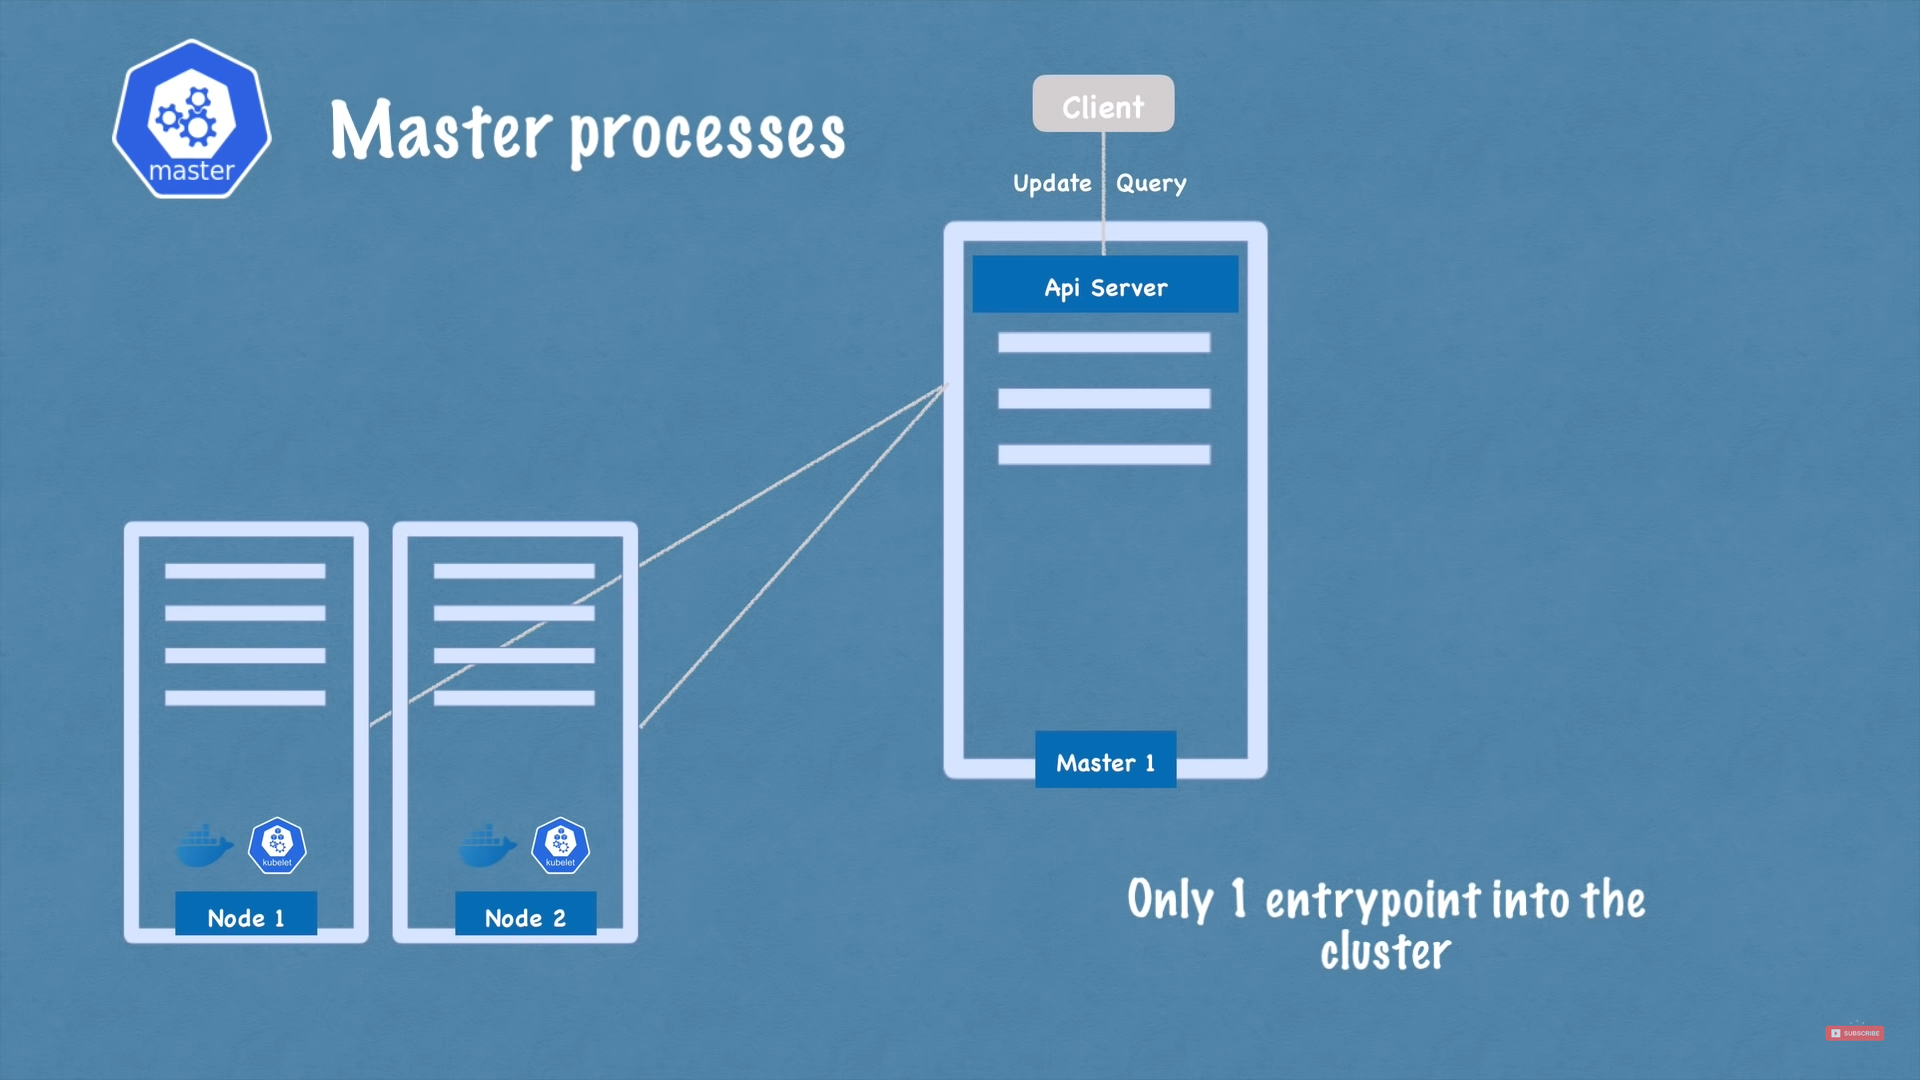 master
Master processes
Client
Update Query
Api Server
Master 1
kubelet
kubelet
Node 1
Node 2
Only 1 entrypoint into the
cluster
SUBSCRIBE